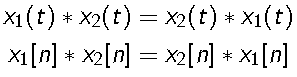 x₁(t) ∗ x₂(t) = x₂(t) ∗ x₁(t)
x₁[n] ∗ x₂[n] = x₂[n] ∗ x₁[n]